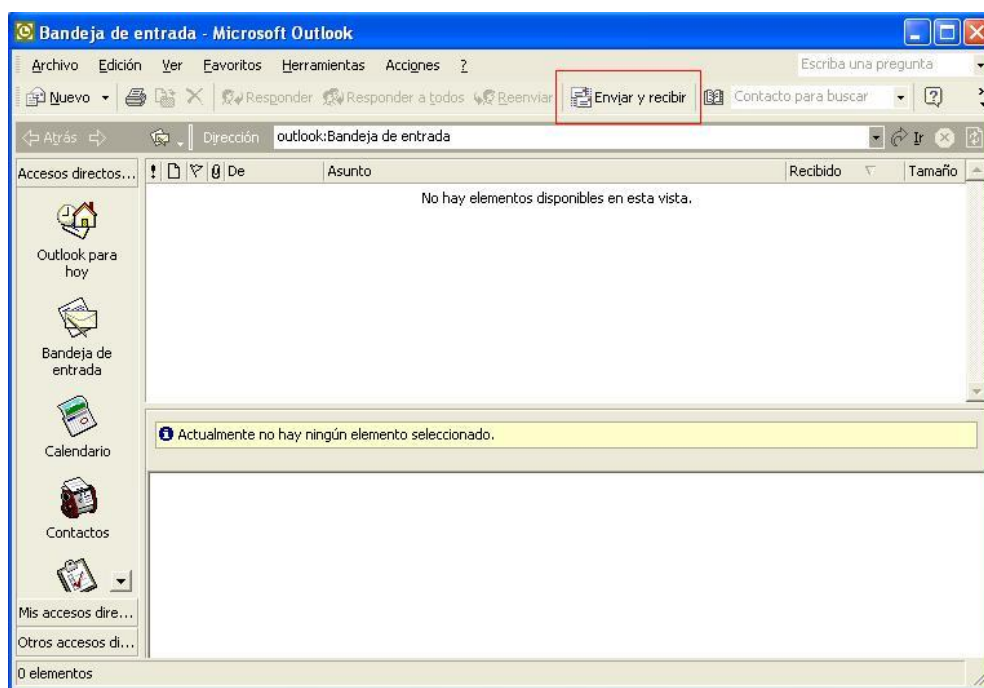 Bandeja de entrada - Microsoft Outlook
Archivo Edición Ver Favoritos Herramientas Acciones ? Escriba una pregunta
Nuevo Responder Responder a todos Reenviar Enviar y recibir Contacto para buscar
Atrás Dirección outlook:Bandeja de entrada Ir
Accesos directos... ! De Asunto Recibido Tamaño
No hay elementos disponibles en esta vista.
Outlook para
hoy
Bandeja de
entrada
Calendario
Actualmente no hay ningún elemento seleccionado.
Contactos
Mis accesos dire...
Otros accesos di...
0 elementos